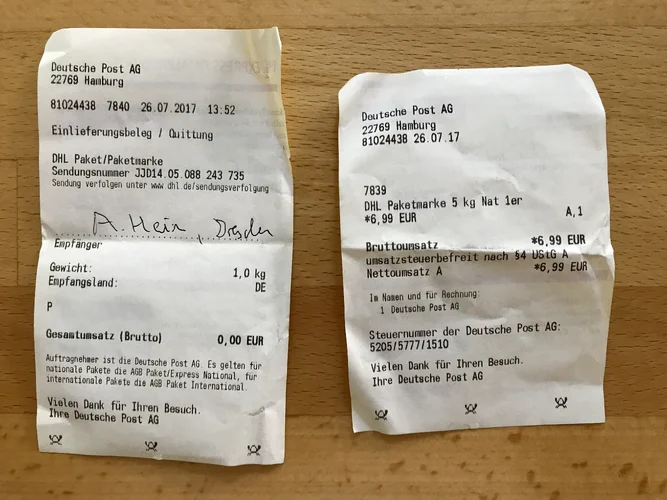 Deutsche Post AG
22769 Hamburg
81024438 7840 26.07.2017 13:52
Einlieferungsbeleg / Quittung
DHL Paket/Paketmarke
Sendungsnummer JJD14.05.088 243 735
Sendung verfolgen unter www.dhl.de/sendungsverfolgung
A. Hein, Dresden
Empfänger
Gewicht: 1,0 kg
Empfangsland: DE
P
Gesamtumsatz (Brutto) 0,00 EUR
Auftragnehmer ist die Deutsche Post AG. Es gelten für
nationale Pakete die AGB Paket/Express National, für
internationale Pakete die AGB Paket International.
Vielen Dank für Ihren Besuch.
Ihre Deutsche Post AG
Deutsche Post AG
22769 Hamburg
81024438 26.07.17
7839
DHL Paketmarke 5 kg Nat 1er
*6,99 EUR A,1
Bruttoumsatz *6,99 EUR
umsatzsteuerbefreit nach §4 UStG A
Nettoumsatz A *6,99 EUR
Im Namen und für Rechnung:
1 Deutsche Post AG
Steuernummer der Deutsche Post AG:
5205/5777/1510
Vielen Dank für Ihren Besuch.
Ihre Deutsche Post AG